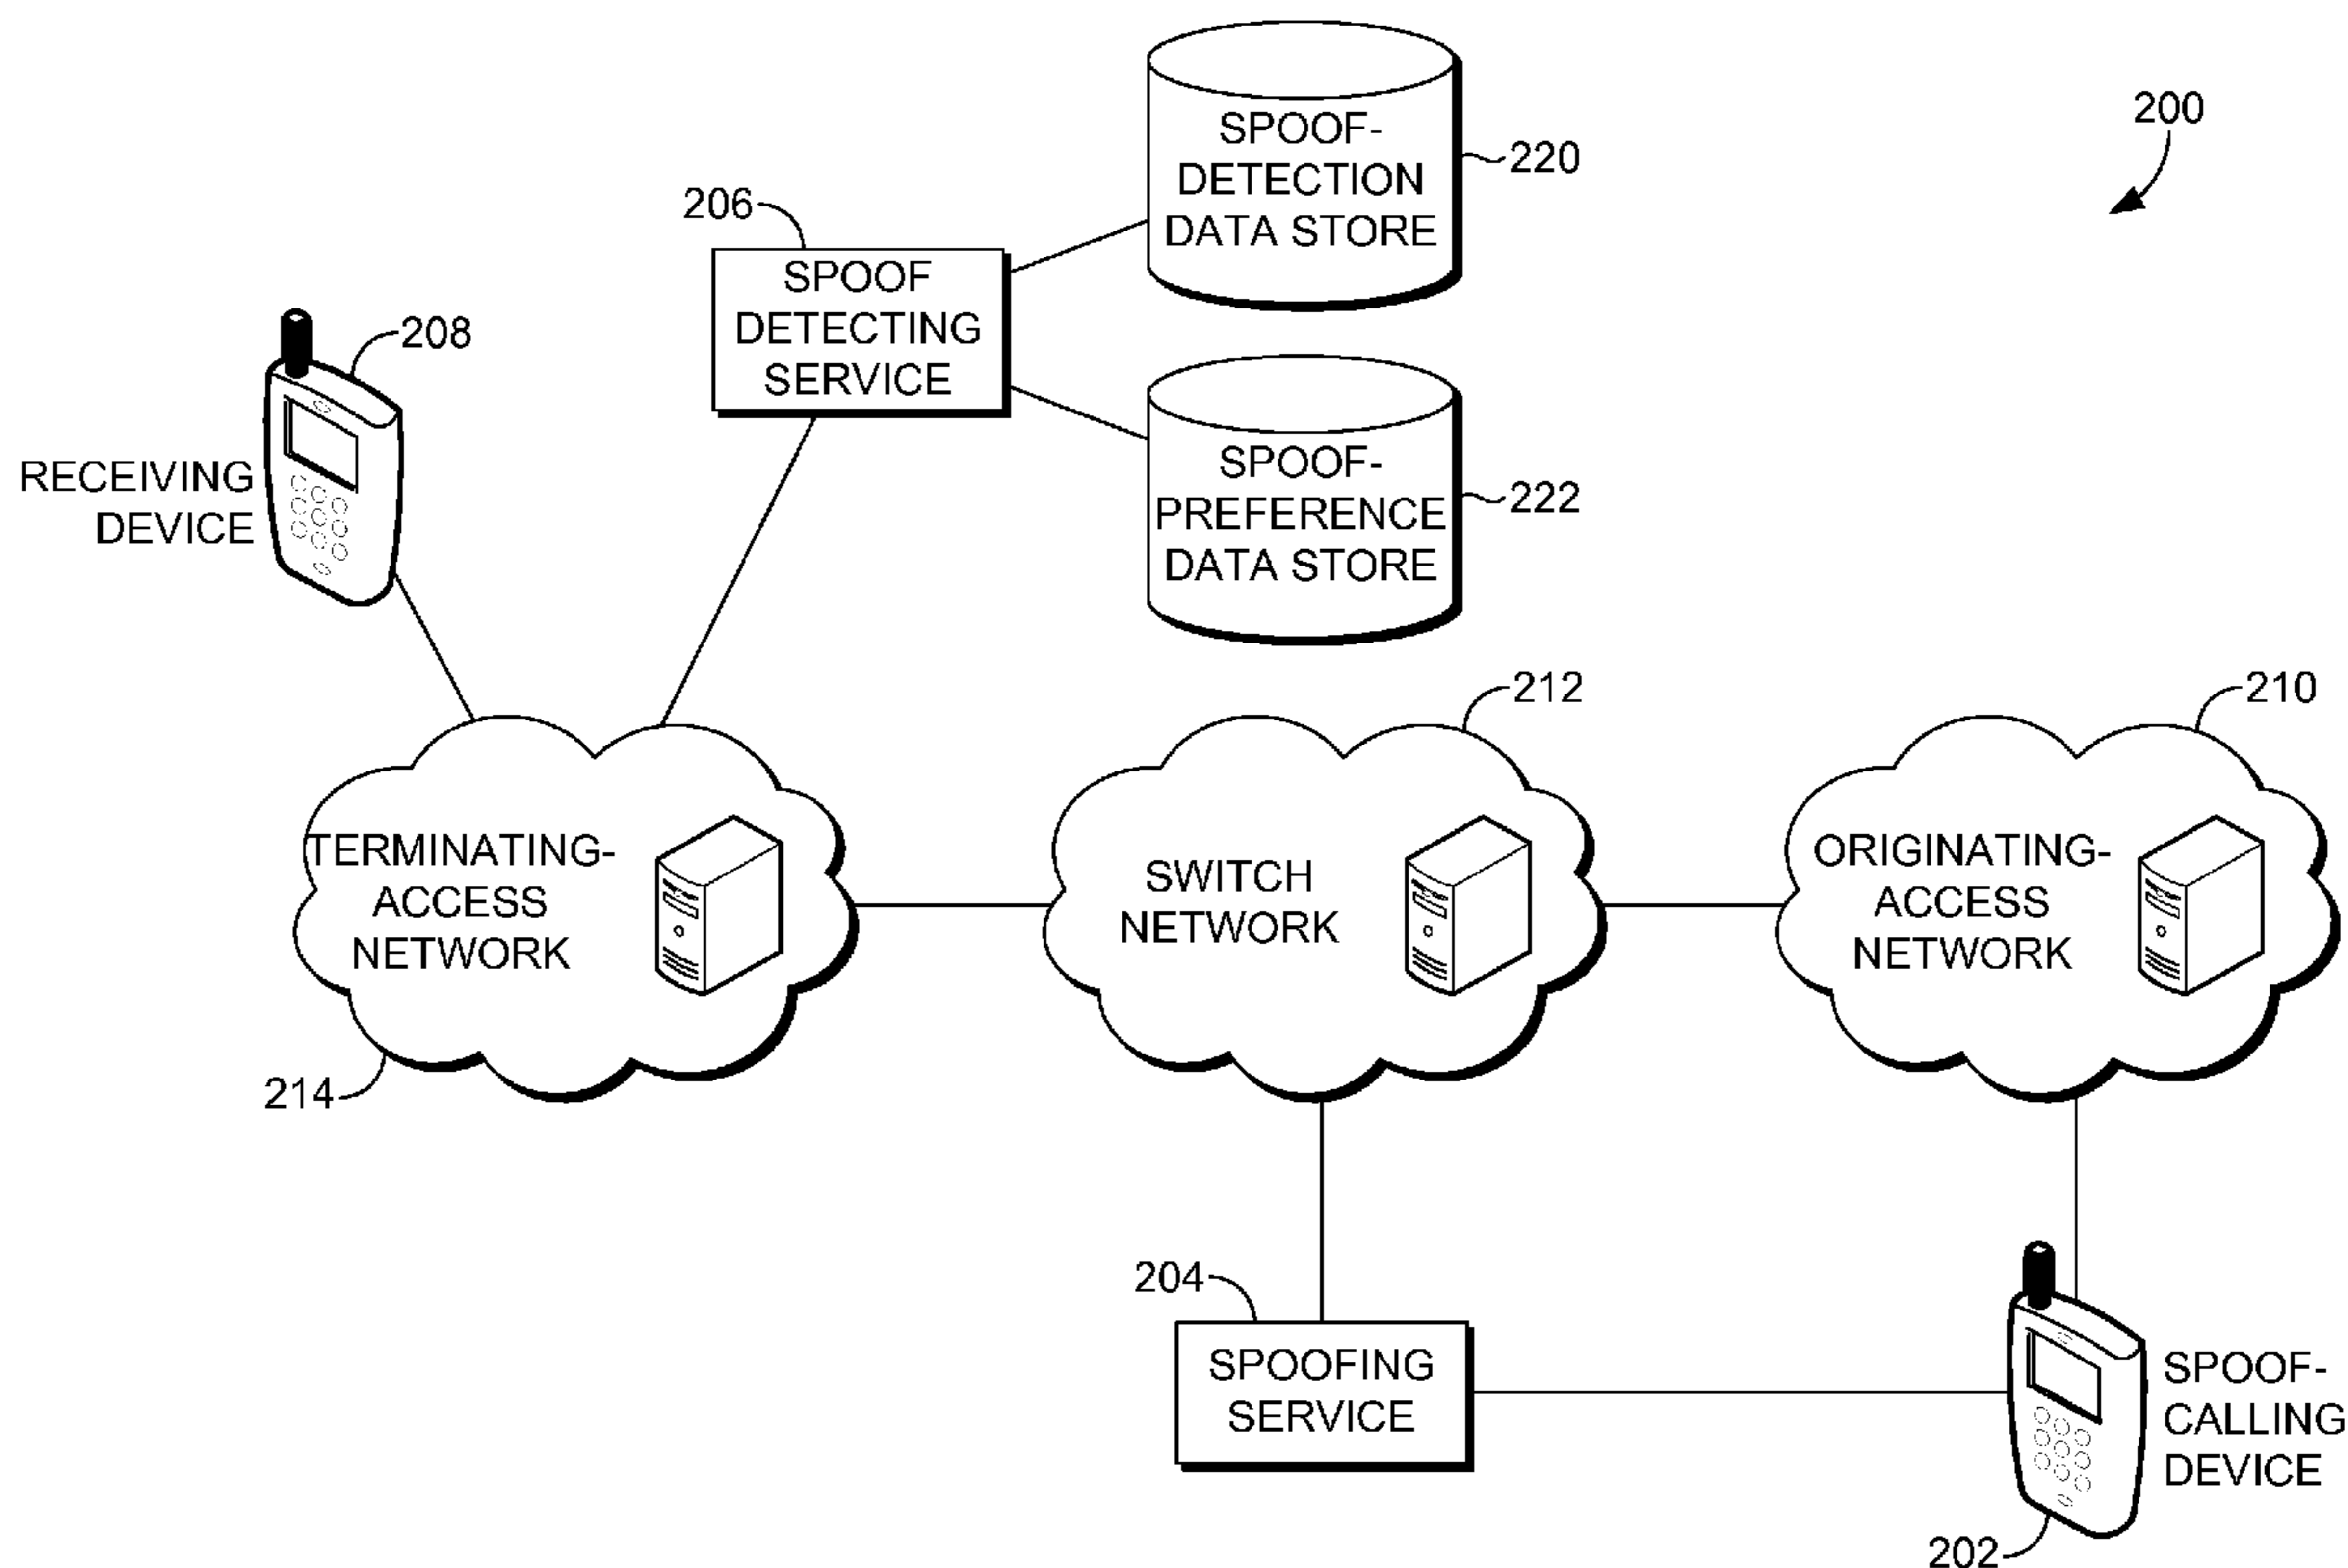 200
SPOOF-
DETECTION
DATA STORE
220
206
SPOOF
DETECTING
SERVICE
208
RECEIVING
DEVICE
SPOOF-
PREFERENCE
DATA STORE
222
212
210
TERMINATING-
ACCESS
NETWORK
SWITCH
NETWORK
ORIGINATING-
ACCESS
NETWORK
214
204
SPOOFING
SERVICE
SPOOF-
CALLING
DEVICE
202